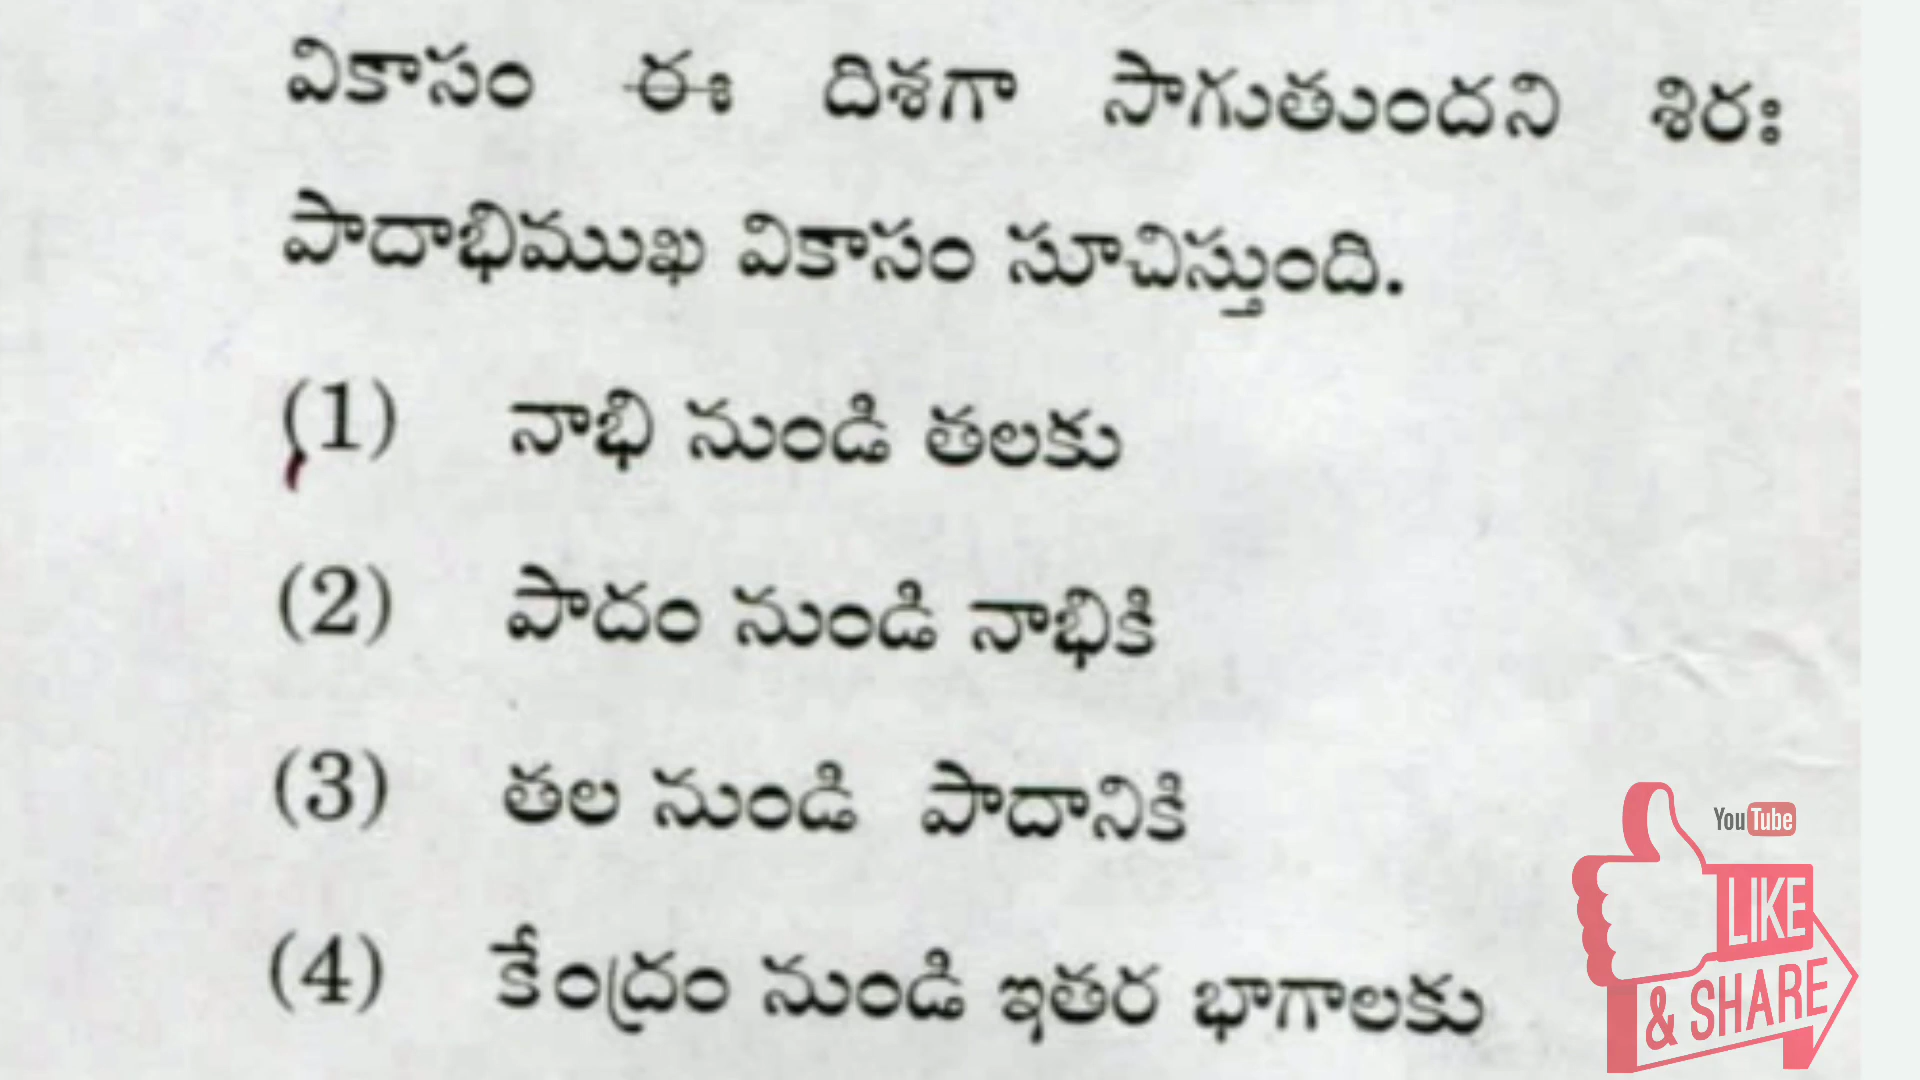 వికాసం ఈ దిశగా సాగుతుందని శిరః
పాదాభిముఖ వికాసం సూచిస్తుంది.
(1) నాభి నుండి తలకు
(2) పాదం నుండి నాభికి
(3) తల నుండి పాదానికి
(4) కేంద్రం నుండి ఇతర భాగాలకు
YouTube
LIKE
& SHARE